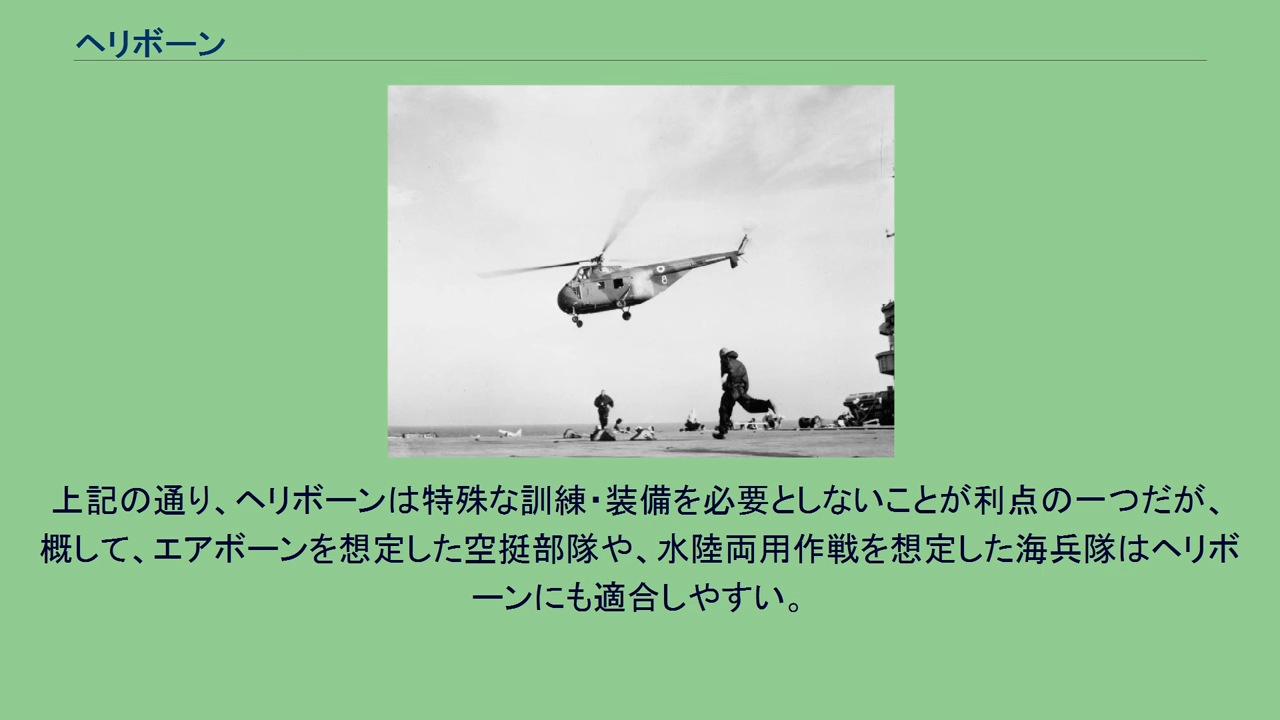 ヘリボーン
8
上記の通り、ヘリボーンは特殊な訓練・装備を必要としないことが利点の一つだが、
概して、エアボーンを想定した空挺部隊や、水陸両用作戦を想定した海兵隊はヘリボ
ーンにも適合しやすい。